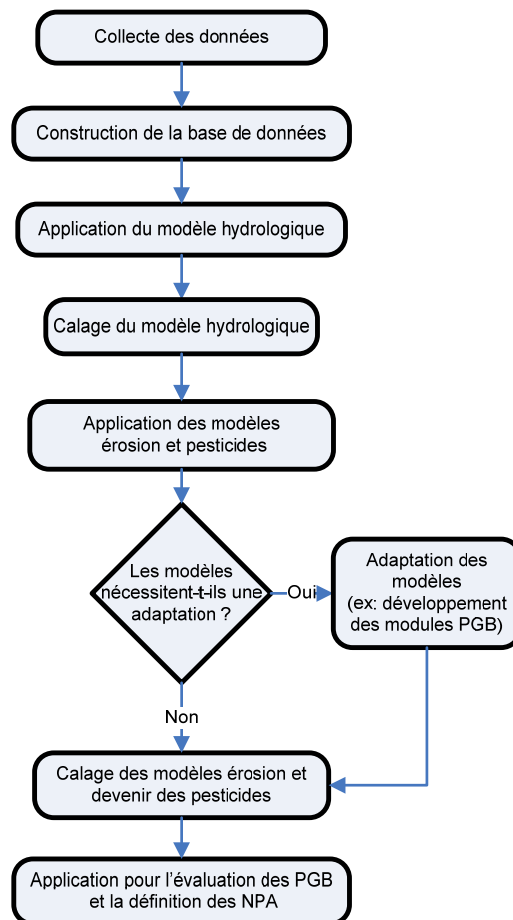 Collecte des données
Construction de la base de données
Application du modèle hydrologique
Calage du modèle hydrologique
Application des modèles
érosion et pesticides
Les modèles
nécessitent-t-ils une
adaptation ?
Oui
Adaptation des
modèles
(ex: développement
des modules PGB)
Non
Calage des modèles érosion et
devenir des pesticides
Application pour l’évaluation des PGB
et la définition des NPA